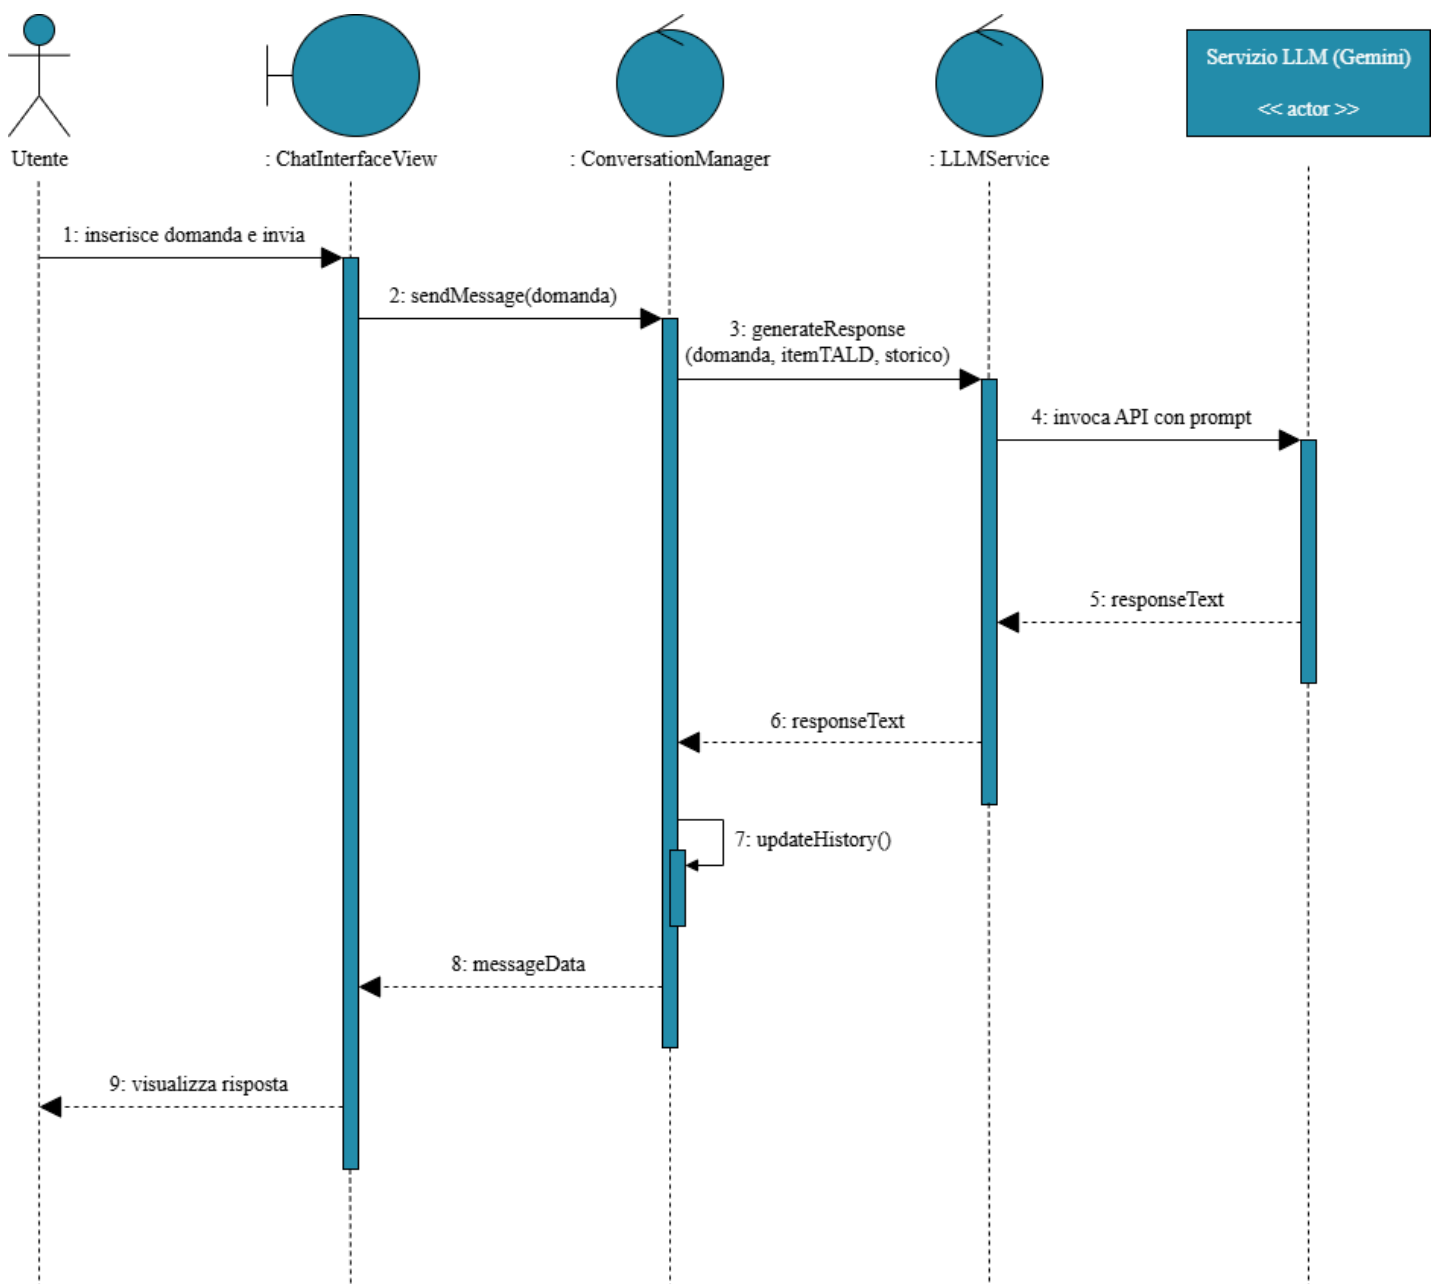 Servizio LLM (Gemini)
<< actor >>
Utente
: ChatInterfaceView
: ConversationManager
: LLMService
1: inserisce domanda e invia
2: sendMessage(domanda)
3: generateResponse
(domanda, itemTALD, storico)
4: invoca API con prompt
5: responseText
6: responseText
7: updateHistory()
8: messageData
9: visualizza risposta